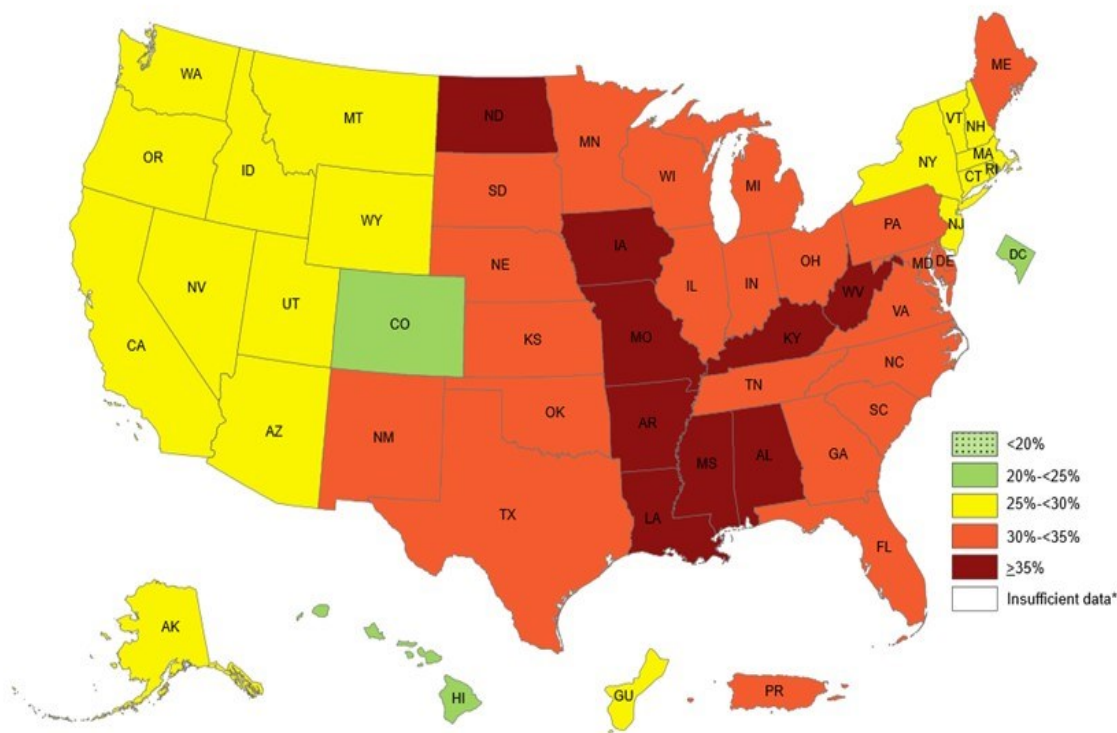 WA
MT
ND
MN
ME
OR
ID
WY
SD
WI
MI
VT
NH
NY
MA
CT
RI
NV
UT
CO
NE
IA
PA
NJ
CA
KS
MO
IL
IN
OH
MD
DE
DC
WV
VA
KY
AZ
NM
OK
AR
TN
NC
SC
TX
LA
MS
AL
GA
FL
AK
HI
GU
PR
<20%
20%-<25%
25%-<30%
30%-<35%
≥35%
Insufficient data*